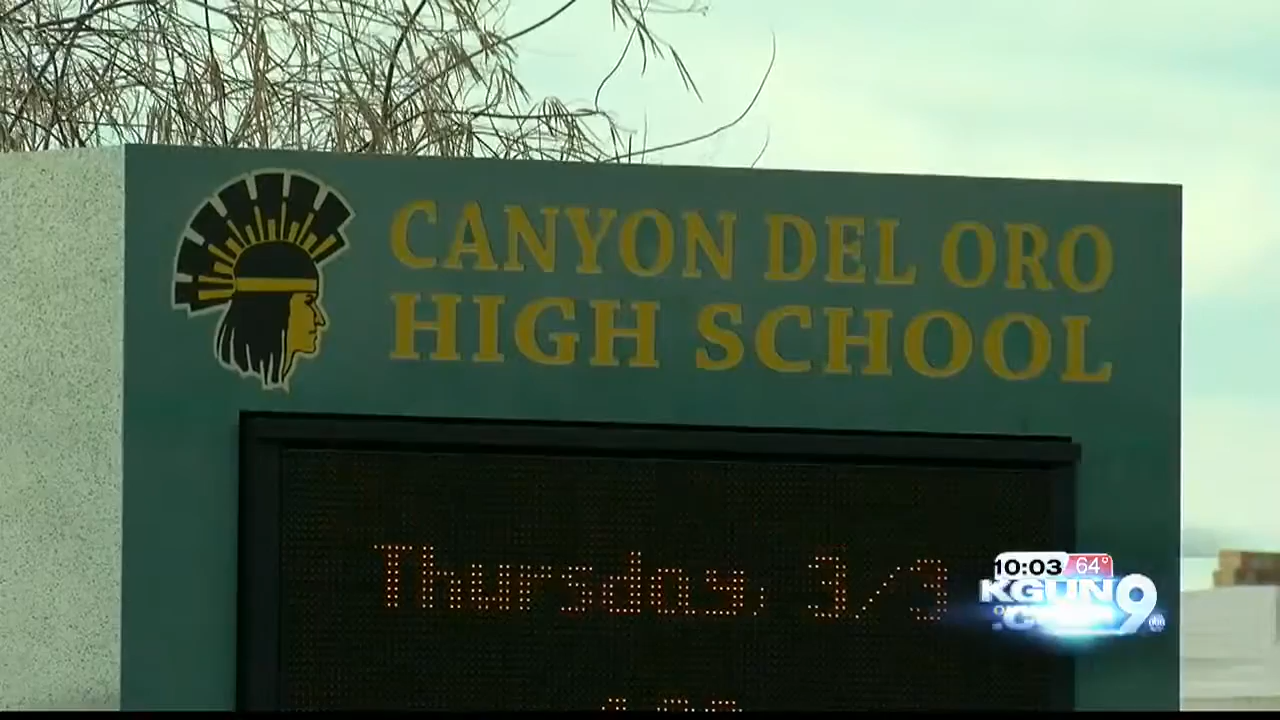 CANYON DEL ORO
HIGH SCHOOL
Thursday, 3/3
10:03 64°
KGUN 9